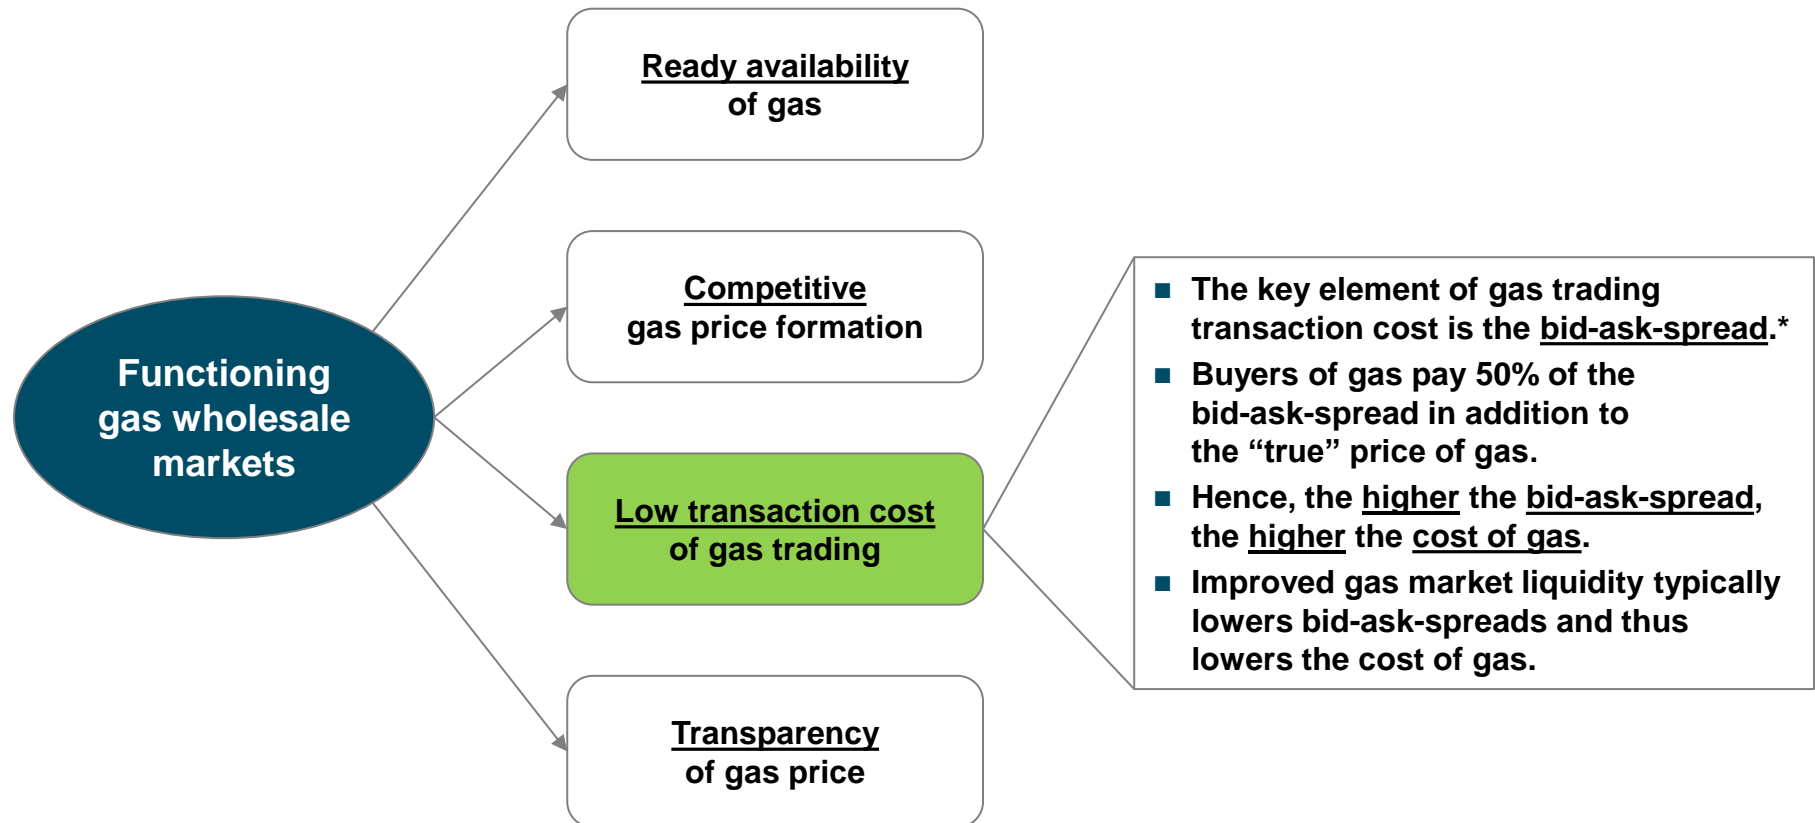 Functioning
gas wholesale
markets
Ready availability
of gas
Competitive
gas price formation
Low transaction cost
of gas trading
Transparency
of gas price
■ The key element of gas trading
transaction cost is the bid-ask-spread.*
■ Buyers of gas pay 50% of the
bid-ask-spread in addition to
the “true” price of gas.
■ Hence, the higher the bid-ask-spread,
the higher the cost of gas.
■ Improved gas market liquidity typically
lowers bid-ask-spreads and thus
lowers the cost of gas.